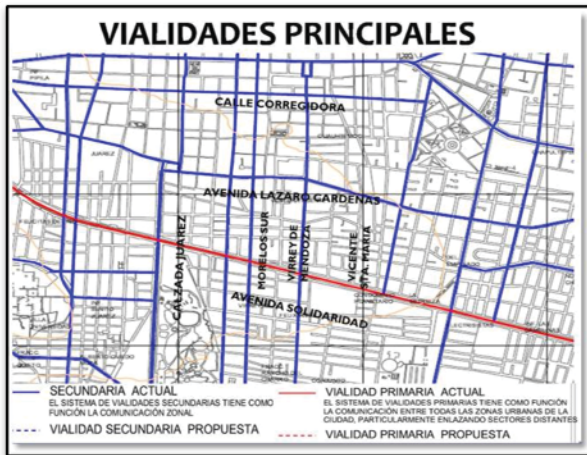 VIALIDADES PRINCIPALES
CALLE CORREGIDORA
JUAREZ
AVENIDA LAZARO CARDENAS
CALZADA JUAREZ
MORELOS SUR
VIRREY DE
MENDOZA
VICENTE
STA. MARIA
AVENIDA SOLIDARIDAD
SECUNDARIA ACTUAL
EL SISTEMA DE VIALIDADES SECUNDARIAS TIENE COMO
FUNCIÓN LA COMUNICACIÓN ZONAL
VIALIDAD SECUNDARIA PROPUESTA
VIALIDAD PRIMARIA ACTUAL
EL SISTEMA DE VIALIDADES PRIMARIAS TIENE COMO FUNCIÓN
LA COMUNICACIÓN ENTRE TODAS LAS ZONAS URBANAS DE LA
CIUDAD, PARTICULARMENTE ENLAZANDO SECTORES DISTANTES
VIALIDAD PRIMARIA PROPUESTA